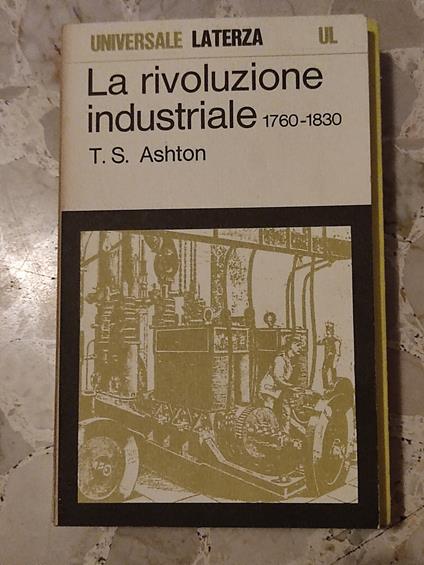 UNIVERSALE LATERZA UL
La rivoluzione
industriale 1760-1830
T. S. Ashton